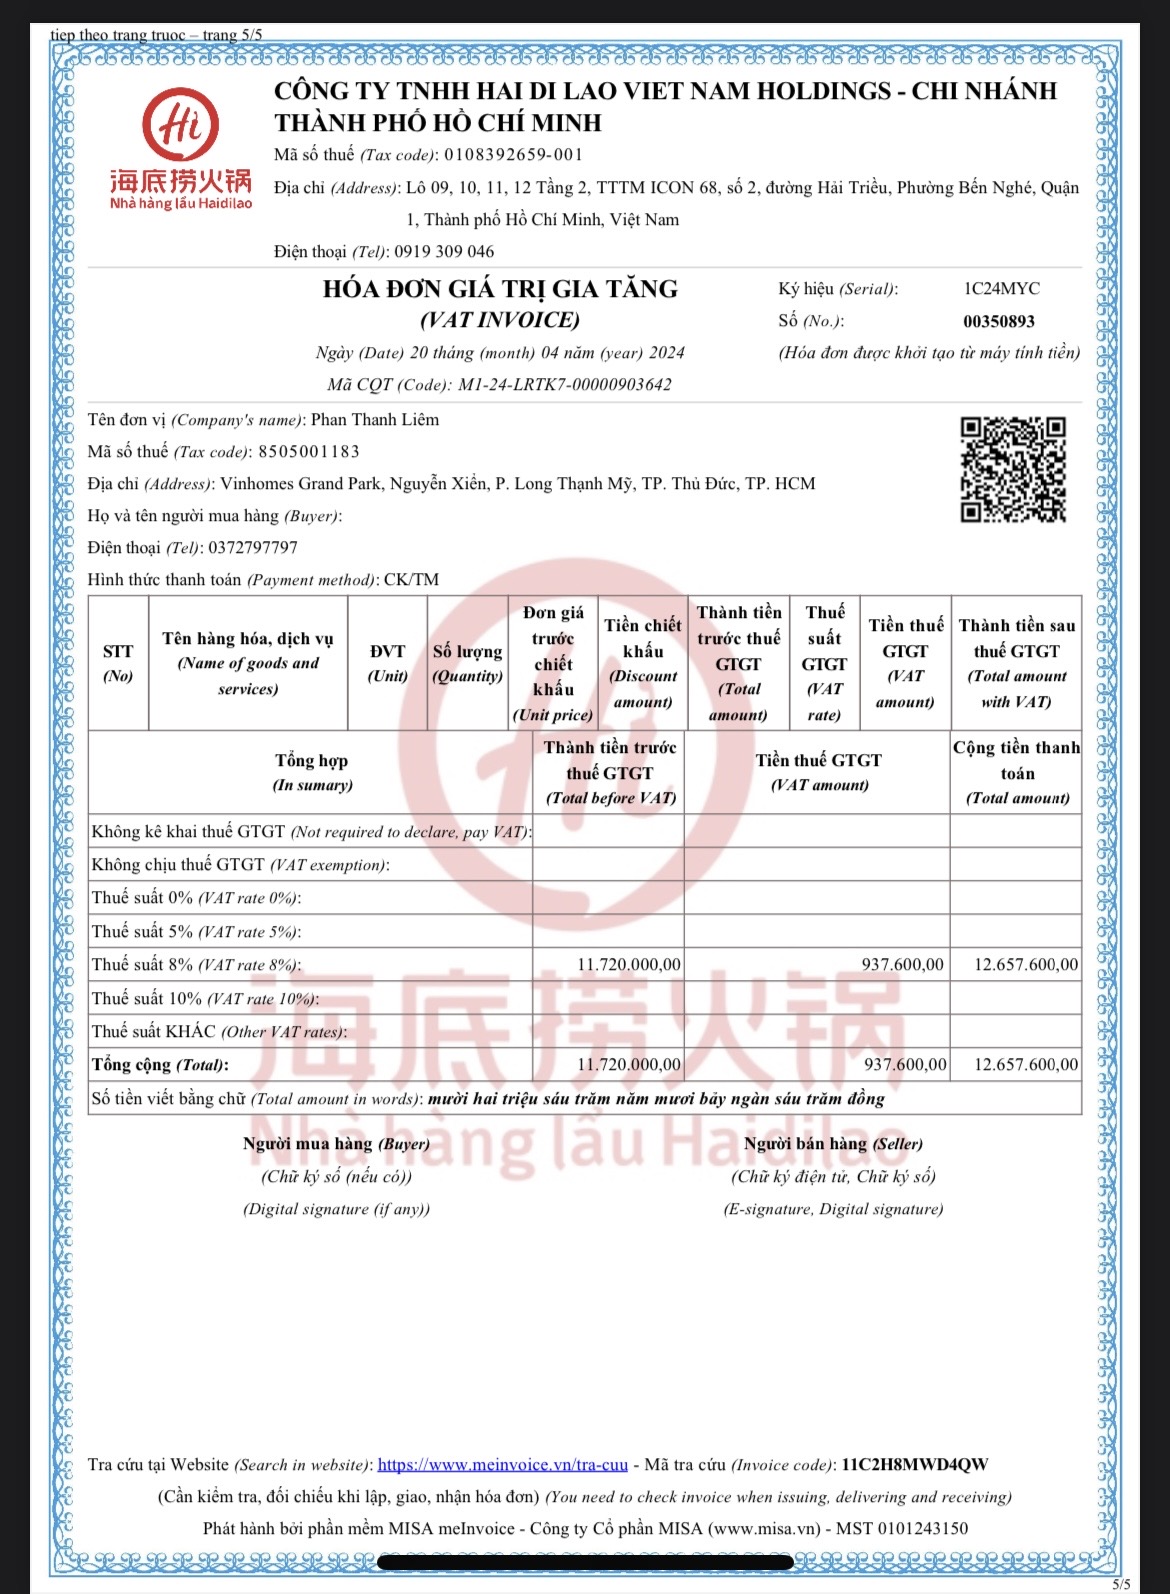 tiep theo trang truoc – trang 5/5
Hi
海底捞火锅
Nhà hàng lẩu Haidilao
CÔNG TY TNHH HAI DI LAO VIET NAM HOLDINGS - CHI NHÁNH
THÀNH PHỐ HỒ CHÍ MINH
Mã số thuế (Tax code): 0108392659-001
Địa chỉ (Address): Lô 09, 10, 11, 12 Tầng 2, TTTM ICON 68, số 2, đường Hải Triều, Phường Bến Nghé, Quận
1, Thành phố Hồ Chí Minh, Việt Nam
Điện thoại (Tel): 0919 309 046
HÓA ĐƠN GIÁ TRỊ GIA TĂNG
(VAT INVOICE)
Ngày (Date) 20 tháng (month) 04 năm (year) 2024
Mã CQT (Code): M1-24-LRTK7-00000903642
Ký hiệu (Serial): 1C24MYC
Số (No.): 00350893
(Hóa đơn được khởi tạo từ máy tính tiền)
Tên đơn vị (Company's name): Phan Thanh Liêm
Mã số thuế (Tax code): 8505001183
Địa chỉ (Address): Vinhomes Grand Park, Nguyễn Xiển, P. Long Thạnh Mỹ, TP. Thủ Đức, TP. HCM
Họ và tên người mua hàng (Buyer):
Điện thoại (Tel): 0372797797
Hình thức thanh toán (Payment method): CK/TM
STT
(No)
Tên hàng hóa, dịch vụ
(Name of goods and
services)
ĐVT
(Unit)
Số lượng
(Quantity)
Đơn giá
trước
chiết
khấu
(Unit price)
Tiền chiết
khấu
(Discount
amount)
Thành tiền
trước thuế
GTGT
(Total
amount)
Thuế
suất
GTGT
(VAT
rate)
Tiền thuế
GTGT
(VAT
amount)
Thành tiền sau
thuế GTGT
(Total amount
with VAT)
Tổng hợp
(In sumary)
Thành tiền trước
thuế GTGT
(Total before VAT)
Tiền thuế GTGT
(VAT amount)
Cộng tiền thanh
toán
(Total amount)
Không kê khai thuế GTGT (Not required to declare, pay VAT):
Không chịu thuế GTGT (VAT exemption):
Thuế suất 0% (VAT rate 0%):
Thuế suất 5% (VAT rate 5%):
Thuế suất 8% (VAT rate 8%): 11.720.000,00 937.600,00 12.657.600,00
Thuế suất 10% (VAT rate 10%):
Thuế suất KHÁC (Other VAT rates):
Tổng cộng (Total): 11.720.000,00 937.600,00 12.657.600,00
Số tiền viết bằng chữ (Total amount in words): mười hai triệu sáu trăm năm mươi bảy ngàn sáu trăm đồng
Hi
海底捞火锅
Nhà hàng lẩu Haidilao
Người mua hàng (Buyer)
(Chữ ký số (nếu có))
(Digital signature (if any))
Người bán hàng (Seller)
(Chữ ký điện tử, Chữ ký số)
(E-signature, Digital signature)
Tra cứu tại Website (Search in website): https://www.meinvoice.vn/tra-cuu - Mã tra cứu (Invoice code): 11C2H8MWD4QW
(Cần kiểm tra, đối chiếu khi lập, giao, nhận hóa đơn) (You need to check invoice when issuing, delivering and receiving)
Phát hành bởi phần mềm MISA meInvoice - Công ty Cổ phần MISA (www.misa.vn) - MST 0101243150
5/5